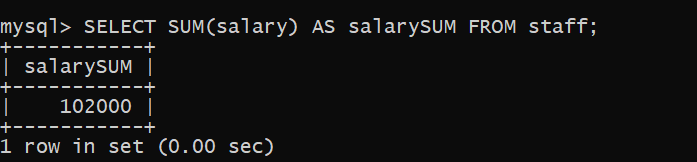 mysql> SELECT SUM(salary) AS salarySUM FROM staff;
+-----------+
| salarySUM |
+-----------+
|    102000 |
+-----------+
1 row in set (0.00 sec)